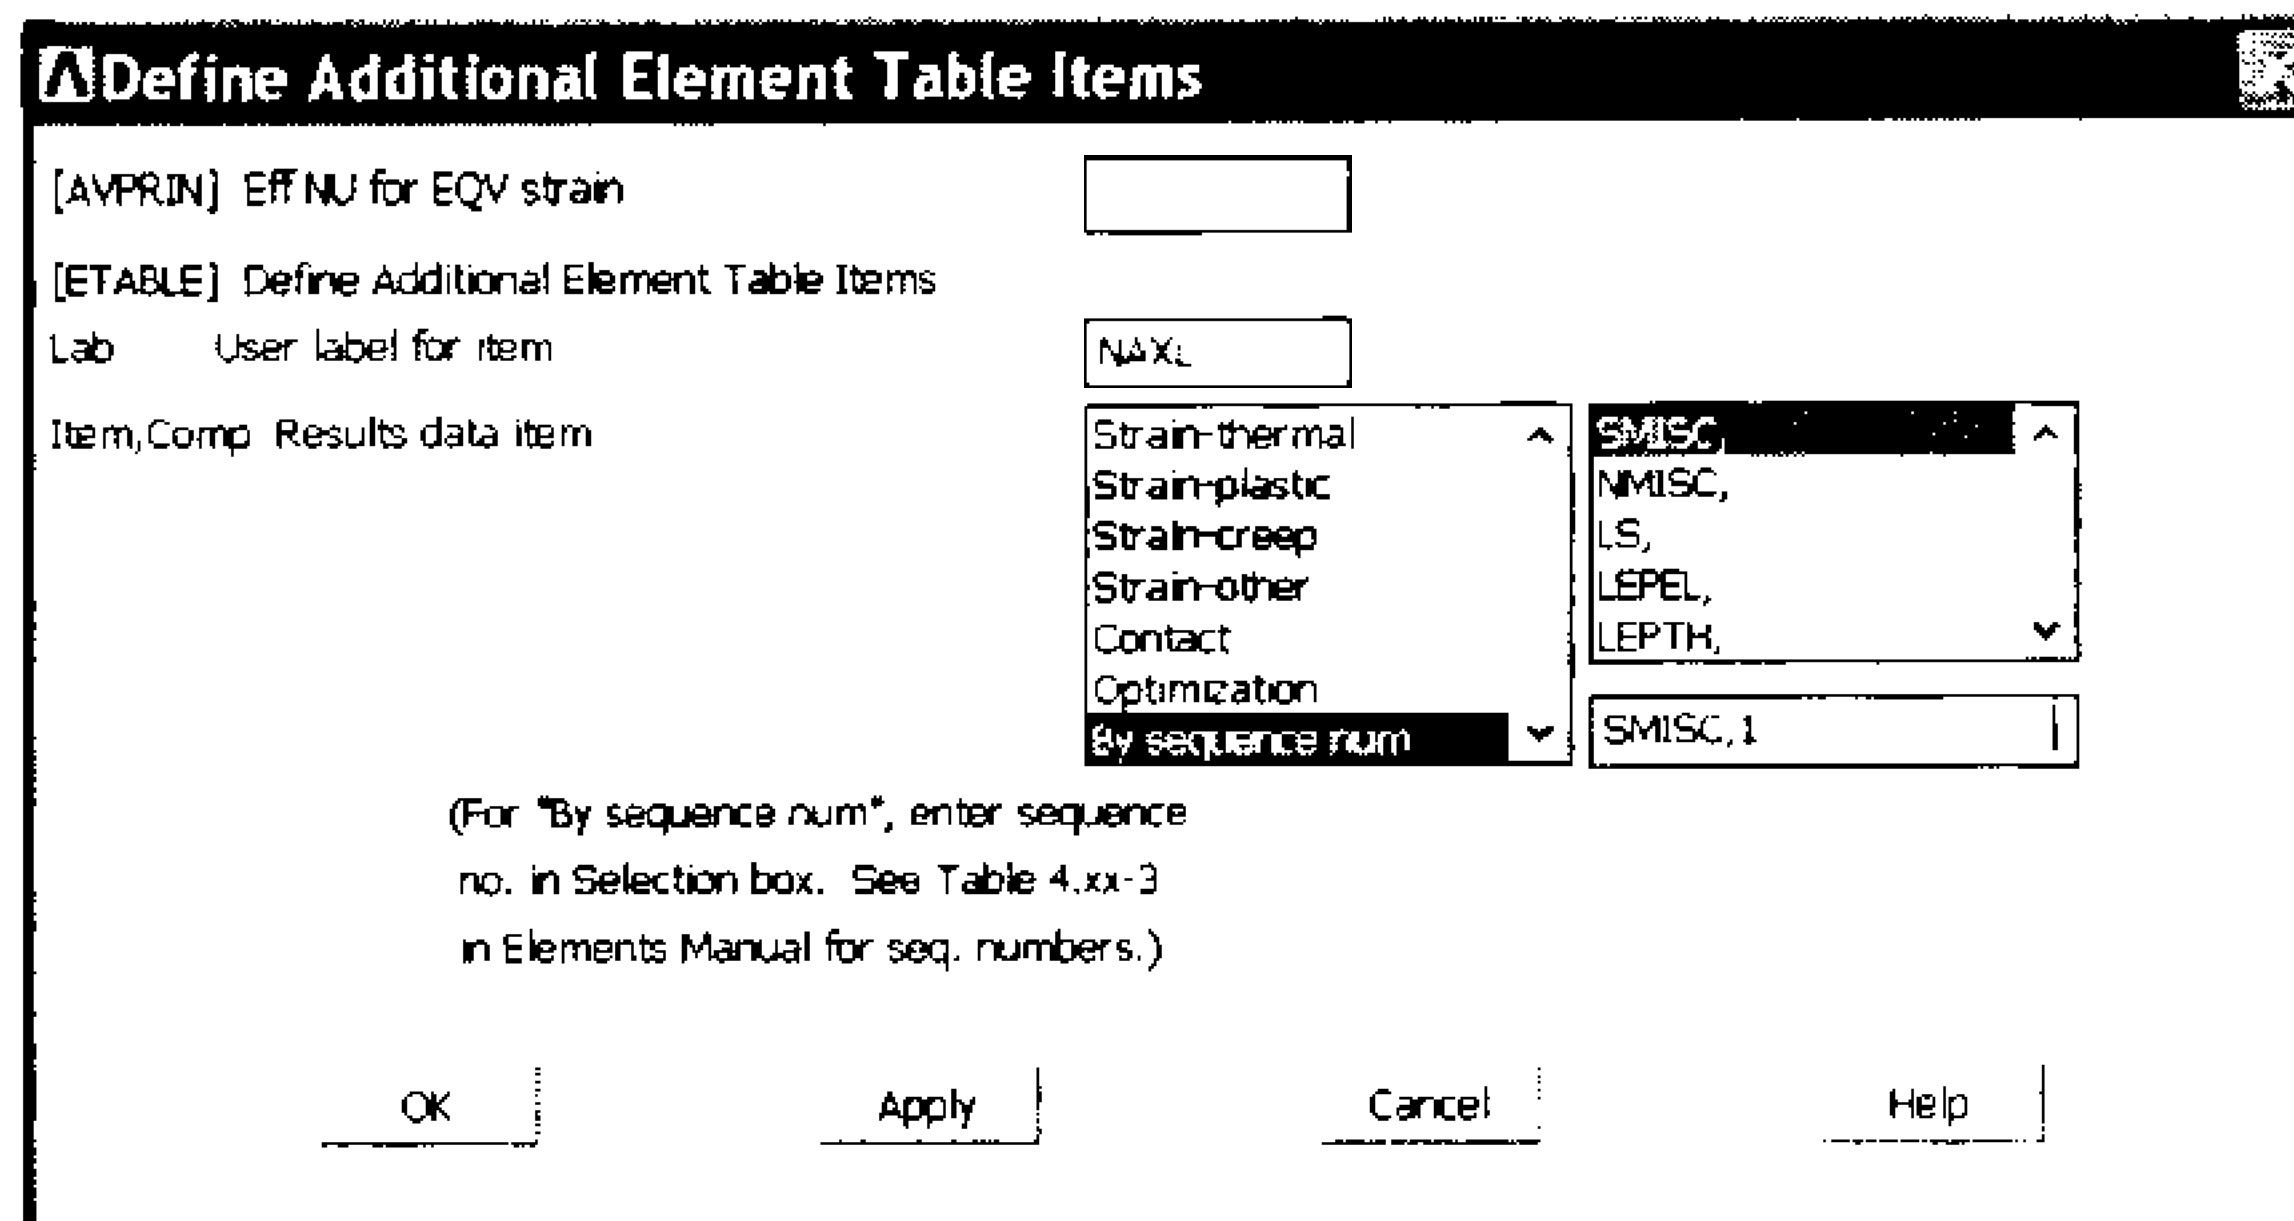 Define Additional Element Table Items
[AVPRIN] Eff NU for EQV strain
[ETABLE] Define Additional Element Table Items
Lab User label for item NAXL
Item,Comp Results data item
Strain-thermal
Strain-plastic
Strain-creep
Strain-other
Contact
Optimization
By sequence num
SMISC,
NMISC,
LS,
LEPEL,
LEPTH,
SMISC,1
(For "By sequence num", enter sequence
no. in Selection box. See Table 4.xx-3
in Elements Manual for seq. numbers.)
OK Apply Cancel Help